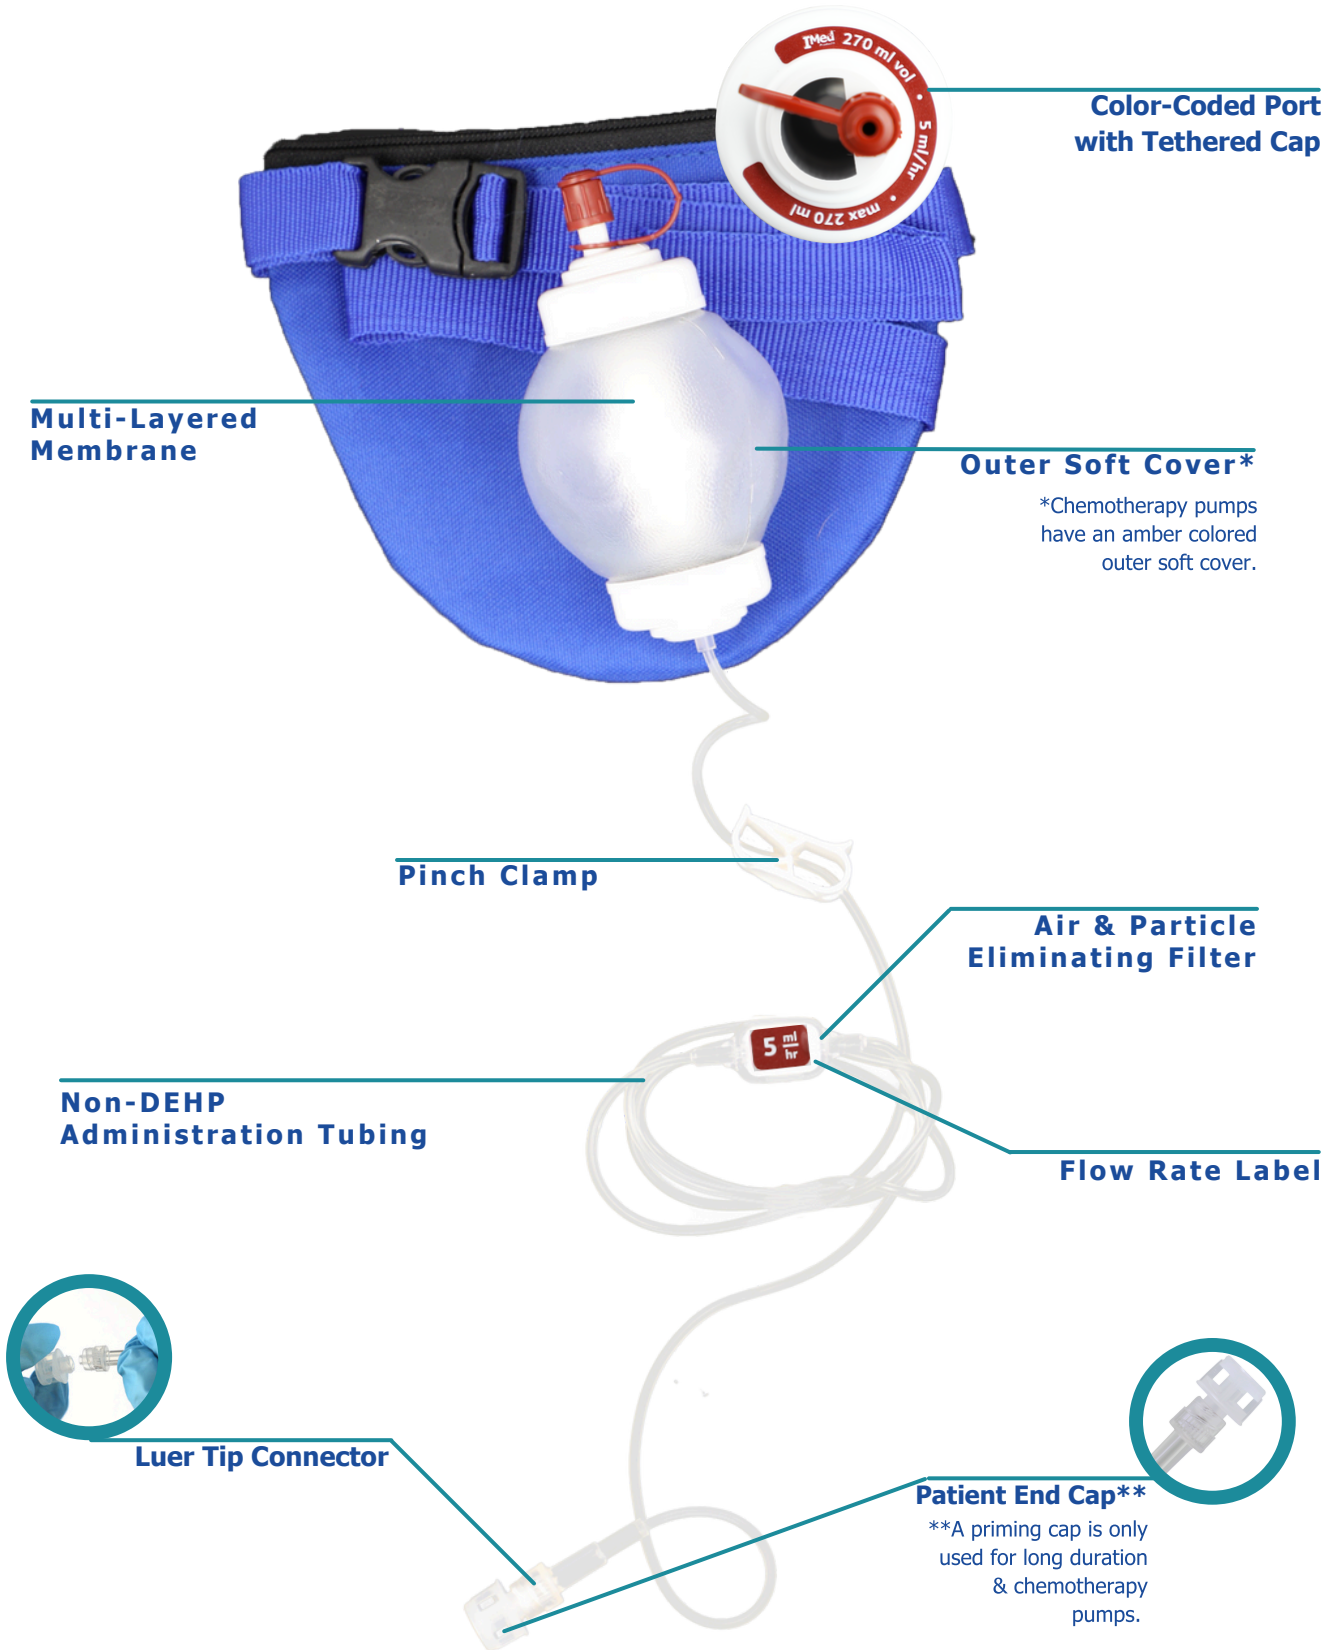 IMed 270 ml vol • 5 ml/hr • max 270 ml
Color-Coded Port
with Tethered Cap
Multi-Layered
Membrane
Outer Soft Cover*
*Chemotherapy pumps
have an amber colored
outer soft cover.
Pinch Clamp
Air & Particle
Eliminating Filter
5 ml
hr
Non-DEHP
Administration Tubing
Flow Rate Label
Luer Tip Connector
Patient End Cap**
**A priming cap is only
used for long duration
& chemotherapy
pumps.